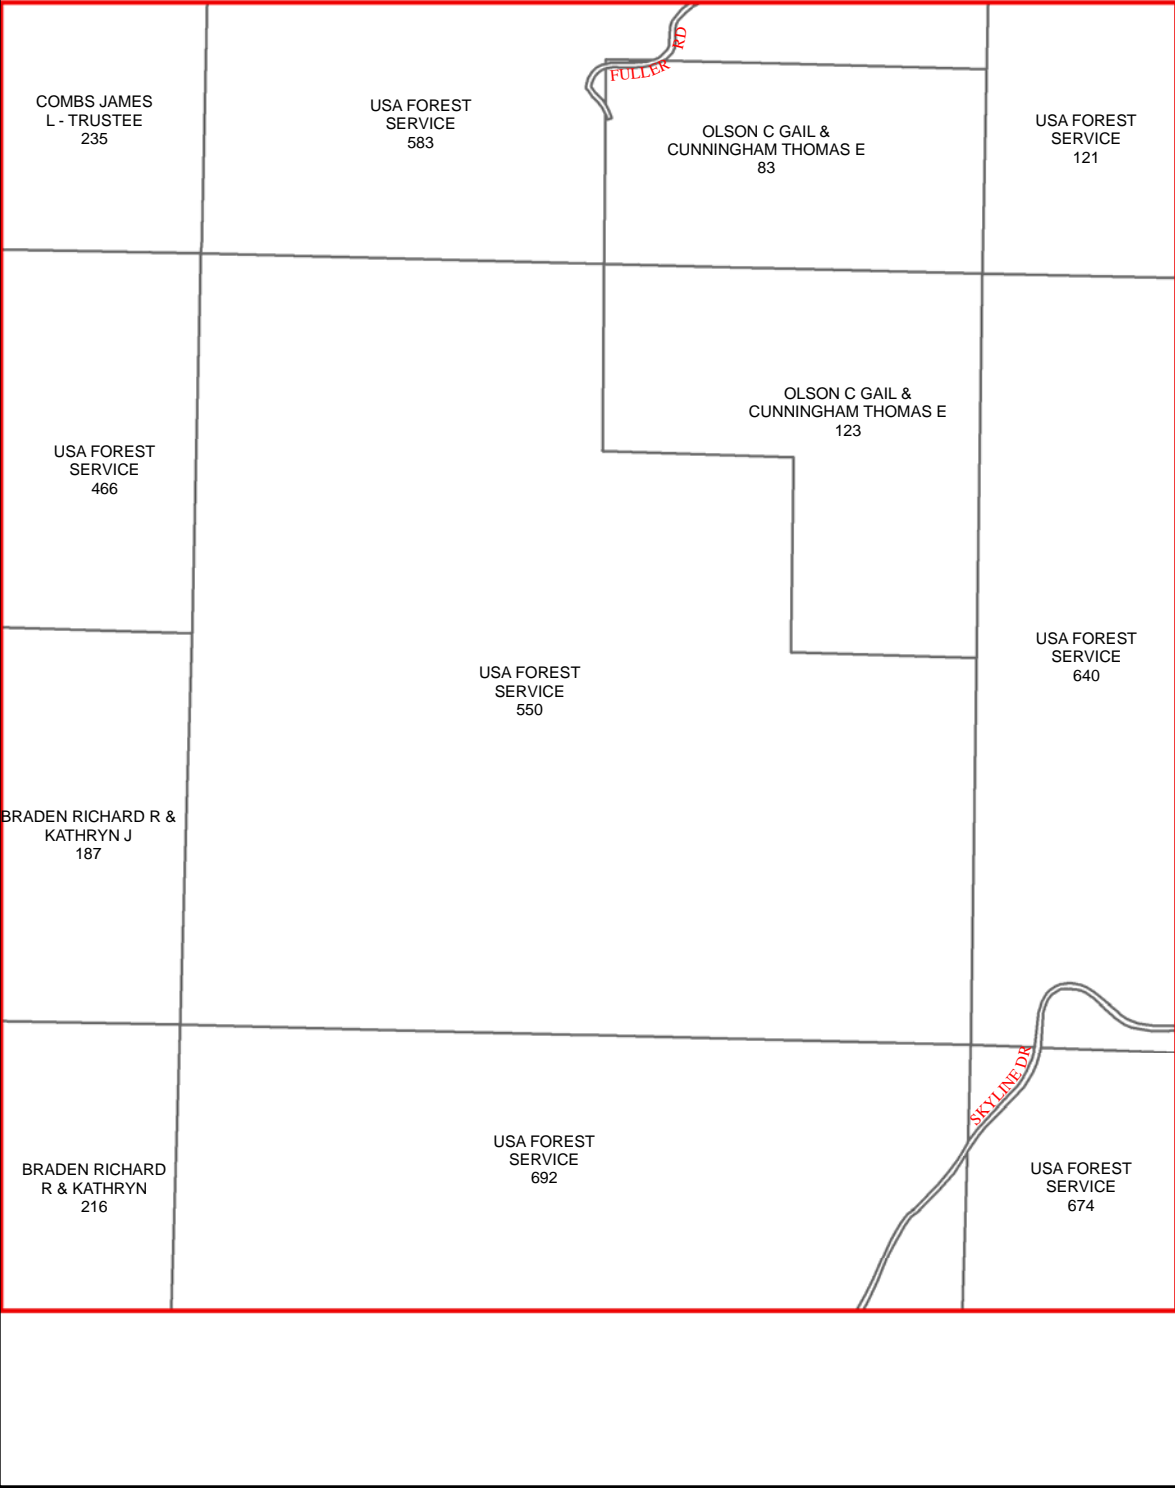 FULLER RD
COMBS JAMES
L - TRUSTEE
235
USA FOREST
SERVICE
583
OLSON C GAIL &
CUNNINGHAM THOMAS E
83
USA FOREST
SERVICE
121
OLSON C GAIL &
CUNNINGHAM THOMAS E
123
USA FOREST
SERVICE
466
USA FOREST
SERVICE
550
USA FOREST
SERVICE
640
BRADEN RICHARD R &
KATHRYN J
187
SKYLINE DR
BRADEN RICHARD
R & KATHRYN
216
USA FOREST
SERVICE
692
USA FOREST
SERVICE
674